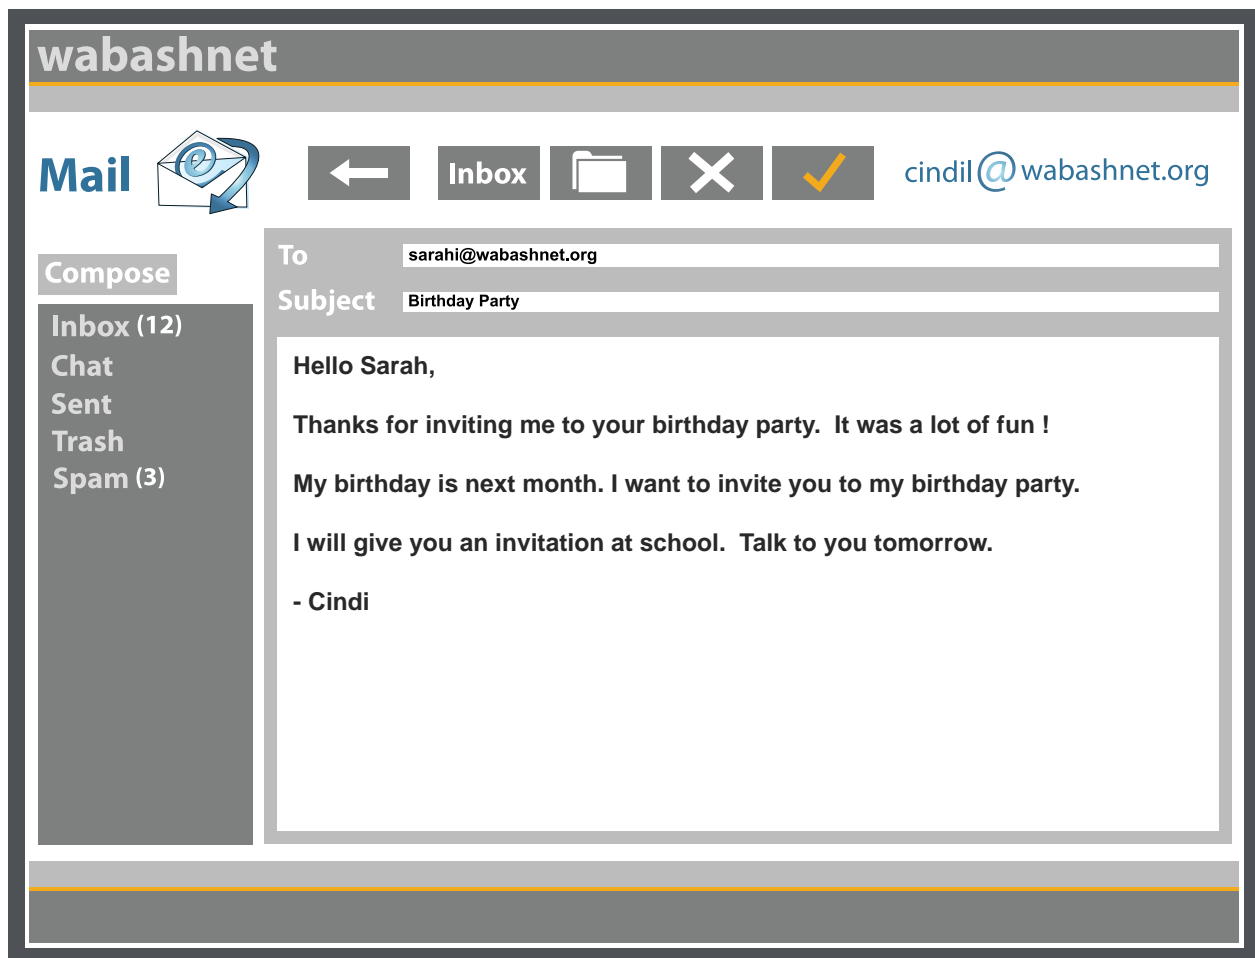 wabashnet
Mail
Inbox
cindil@wabashnet.org
Compose
Inbox (12)
Chat
Sent
Trash
Spam (3)
To sarahi@wabashnet.org
Subject Birthday Party
Hello Sarah,
Thanks for inviting me to your birthday party.  It was a lot of fun !
My birthday is next month. I want to invite you to my birthday party.
I will give you an invitation at school.  Talk to you tomorrow.
- Cindi